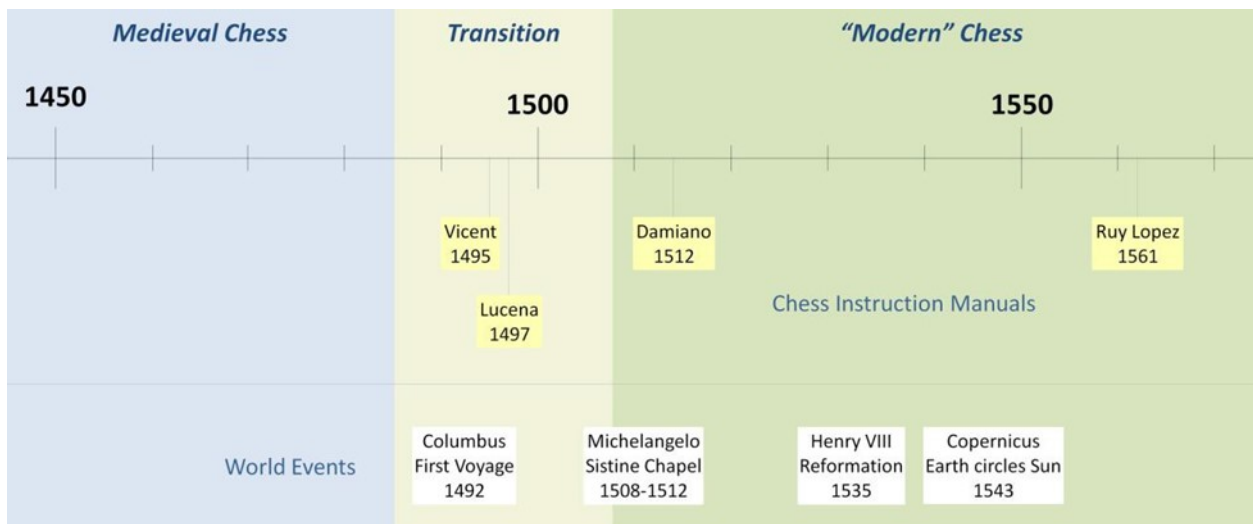 Medieval Chess
Transition
“Modern” Chess
1450
1500
1550
Vicent
1495
Damiano
1512
Ruy Lopez
1561
Lucena
1497
Chess Instruction Manuals
World Events
Columbus
First Voyage
1492
Michelangelo
Sistine Chapel
1508-1512
Henry VIII
Reformation
1535
Copernicus
Earth circles Sun
1543